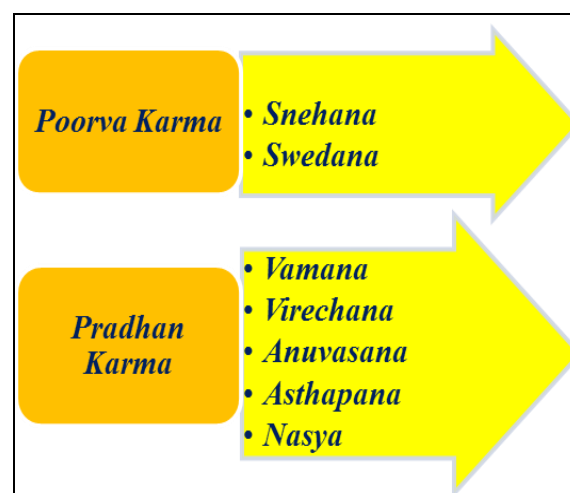 Poorva Karma
• Snehana
• Swedana
Pradhan
Karma
• Vamana
• Virechana
• Anuvasana
• Asthapana
• Nasya